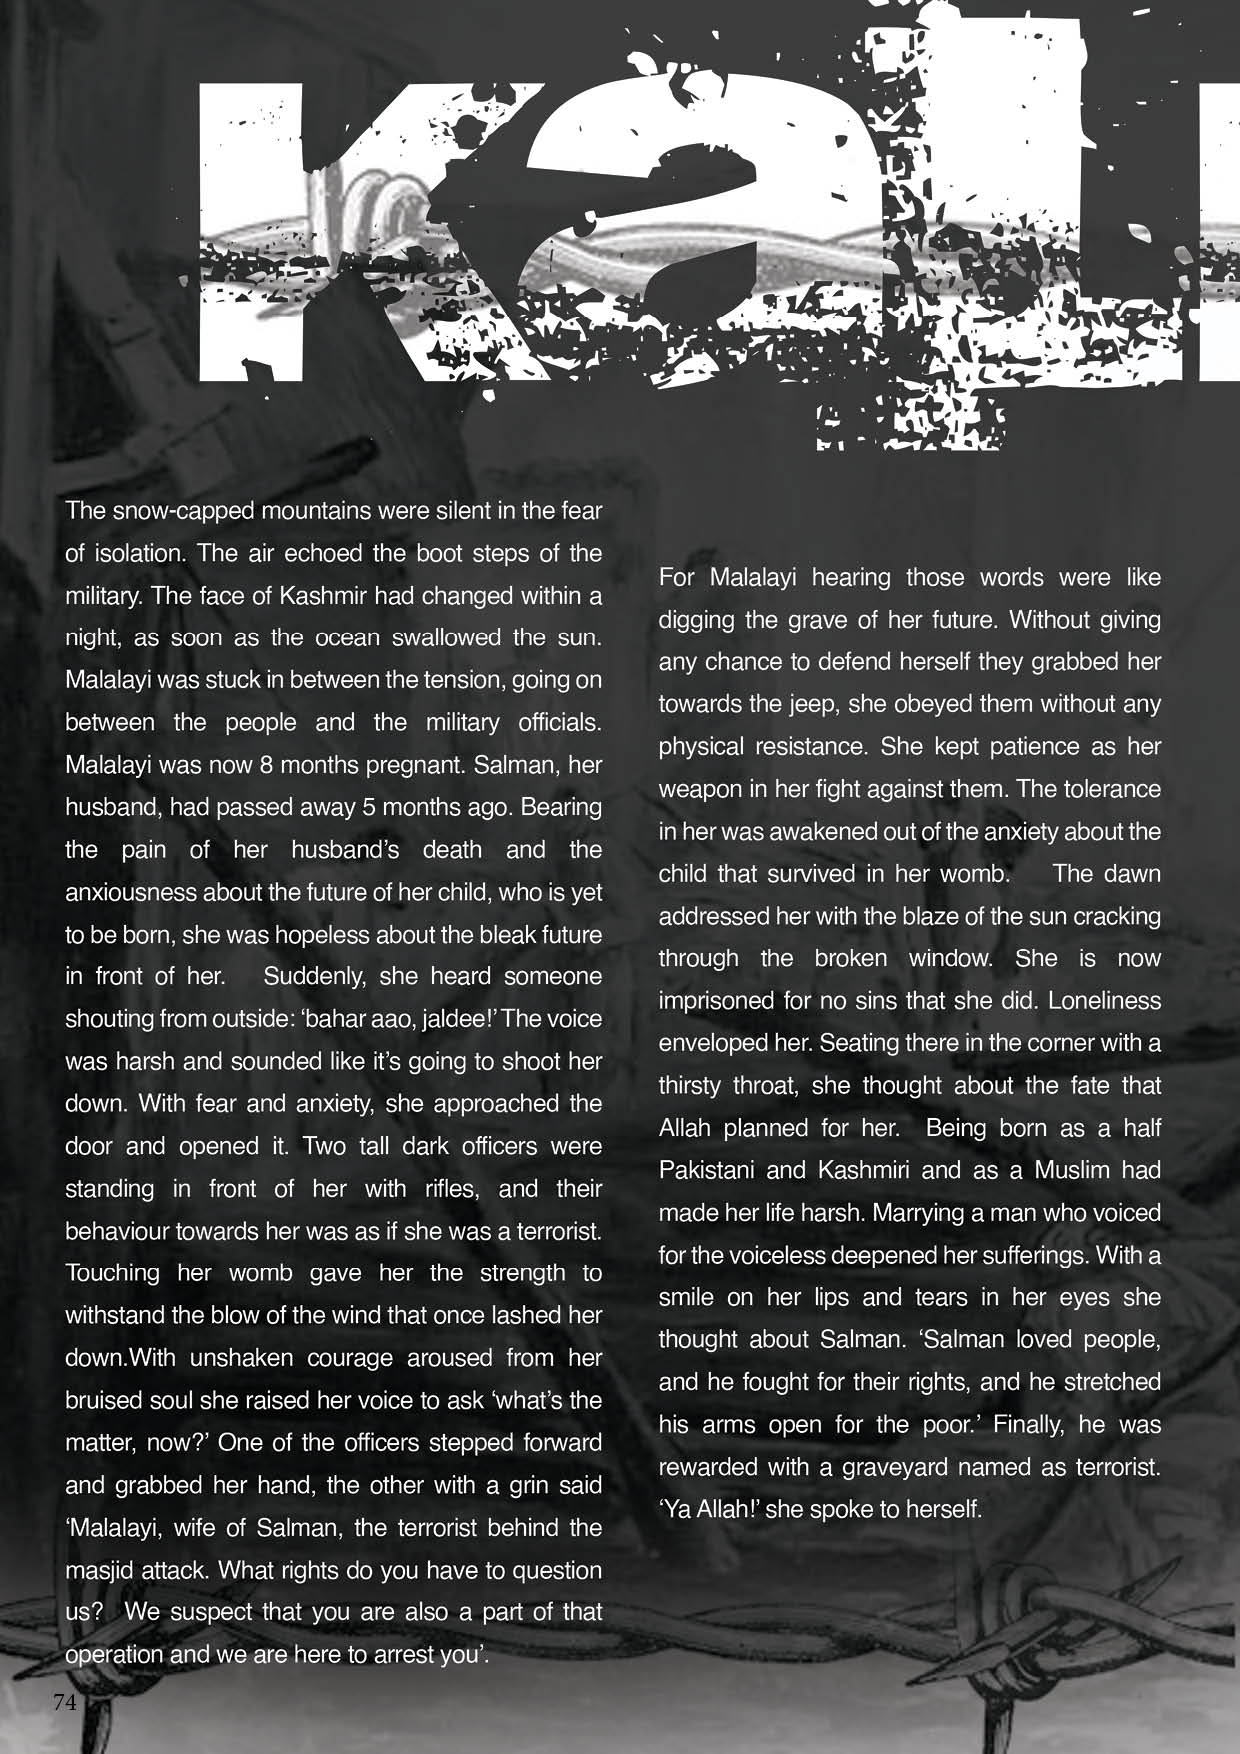 Kal
The snow-capped mountains were silent in the fear
of isolation. The air echoed the boot steps of the
military. The face of Kashmir had changed within a
night, as soon as the ocean swallowed the sun.
Malalayi was stuck in between the tension, going on
between the people and the military officials.
Malalayi was now 8 months pregnant. Salman, her
husband, had passed away 5 months ago. Bearing
the pain of her husband’s death and the
anxiousness about the future of her child, who is yet
to be born, she was hopeless about the bleak future
in front of her. Suddenly, she heard someone
shouting from outside: ‘bahar aao, jaldee!’ The voice
was harsh and sounded like it’s going to shoot her
down. With fear and anxiety, she approached the
door and opened it. Two tall dark officers were
standing in front of her with rifles, and their
behaviour towards her was as if she was a terrorist.
Touching her womb gave her the strength to
withstand the blow of the wind that once lashed her
down.With unshaken courage aroused from her
bruised soul she raised her voice to ask ‘what’s the
matter, now?’ One of the officers stepped forward
and grabbed her hand, the other with a grin said
‘Malalayi, wife of Salman, the terrorist behind the
masjid attack. What rights do you have to question
us? We suspect that you are also a part of that
operation and we are here to arrest you’.
For Malalayi hearing those words were like
digging the grave of her future. Without giving
any chance to defend herself they grabbed her
towards the jeep, she obeyed them without any
physical resistance. She kept patience as her
weapon in her fight against them. The tolerance
in her was awakened out of the anxiety about the
child that survived in her womb. The dawn
addressed her with the blaze of the sun cracking
through the broken window. She is now
imprisoned for no sins that she did. Loneliness
enveloped her. Seating there in the corner with a
thirsty throat, she thought about the fate that
Allah planned for her. Being born as a half
Pakistani and Kashmiri and as a Muslim had
made her life harsh. Marrying a man who voiced
for the voiceless deepened her sufferings. With a
smile on her lips and tears in her eyes she
thought about Salman. ‘Salman loved people,
and he fought for their rights, and he stretched
his arms open for the poor.’ Finally, he was
rewarded with a graveyard named as terrorist.
‘Ya Allah!’ she spoke to herself.
74